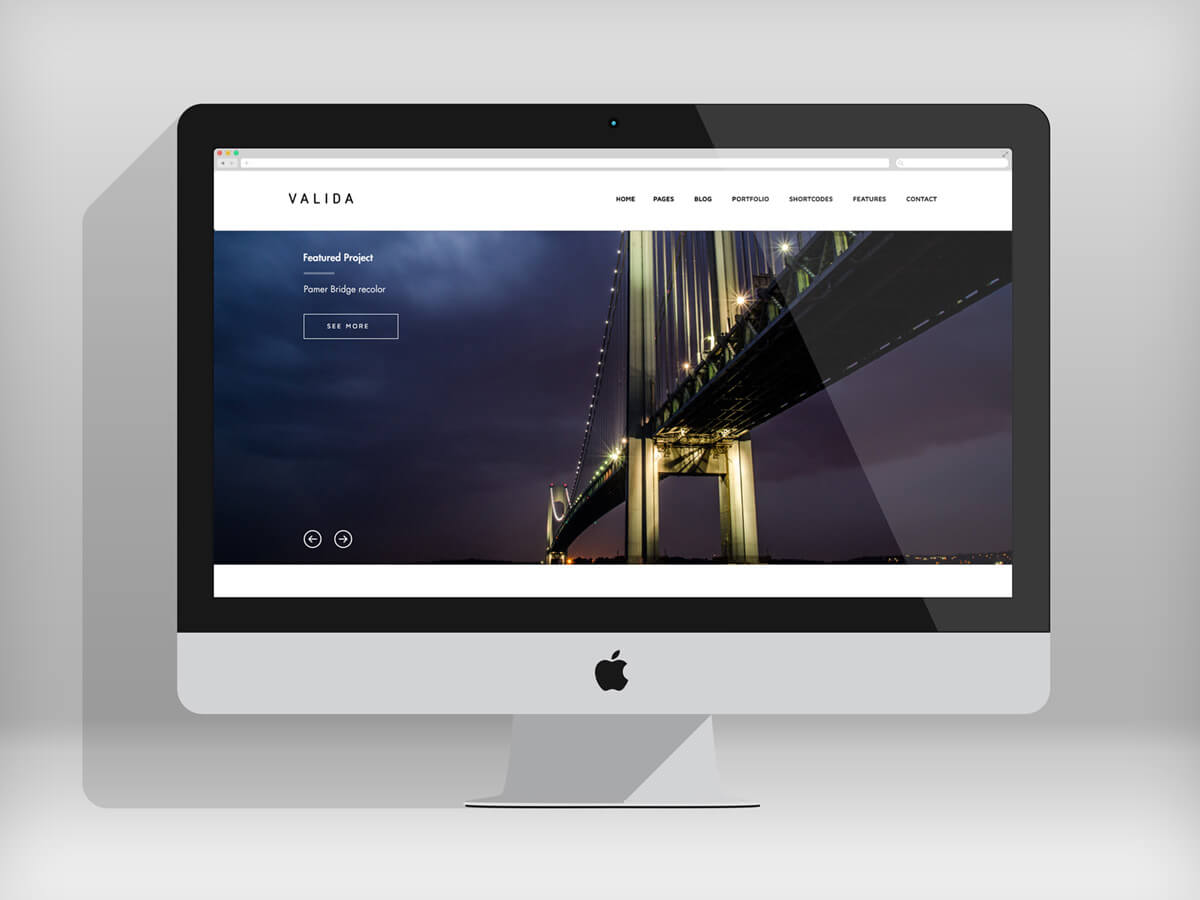 VALIDA
HOME PAGES BLOG PORTFOLIO SHORTCODES FEATURES CONTACT
Featured Project
Pamer Bridge recolor
SEE MORE